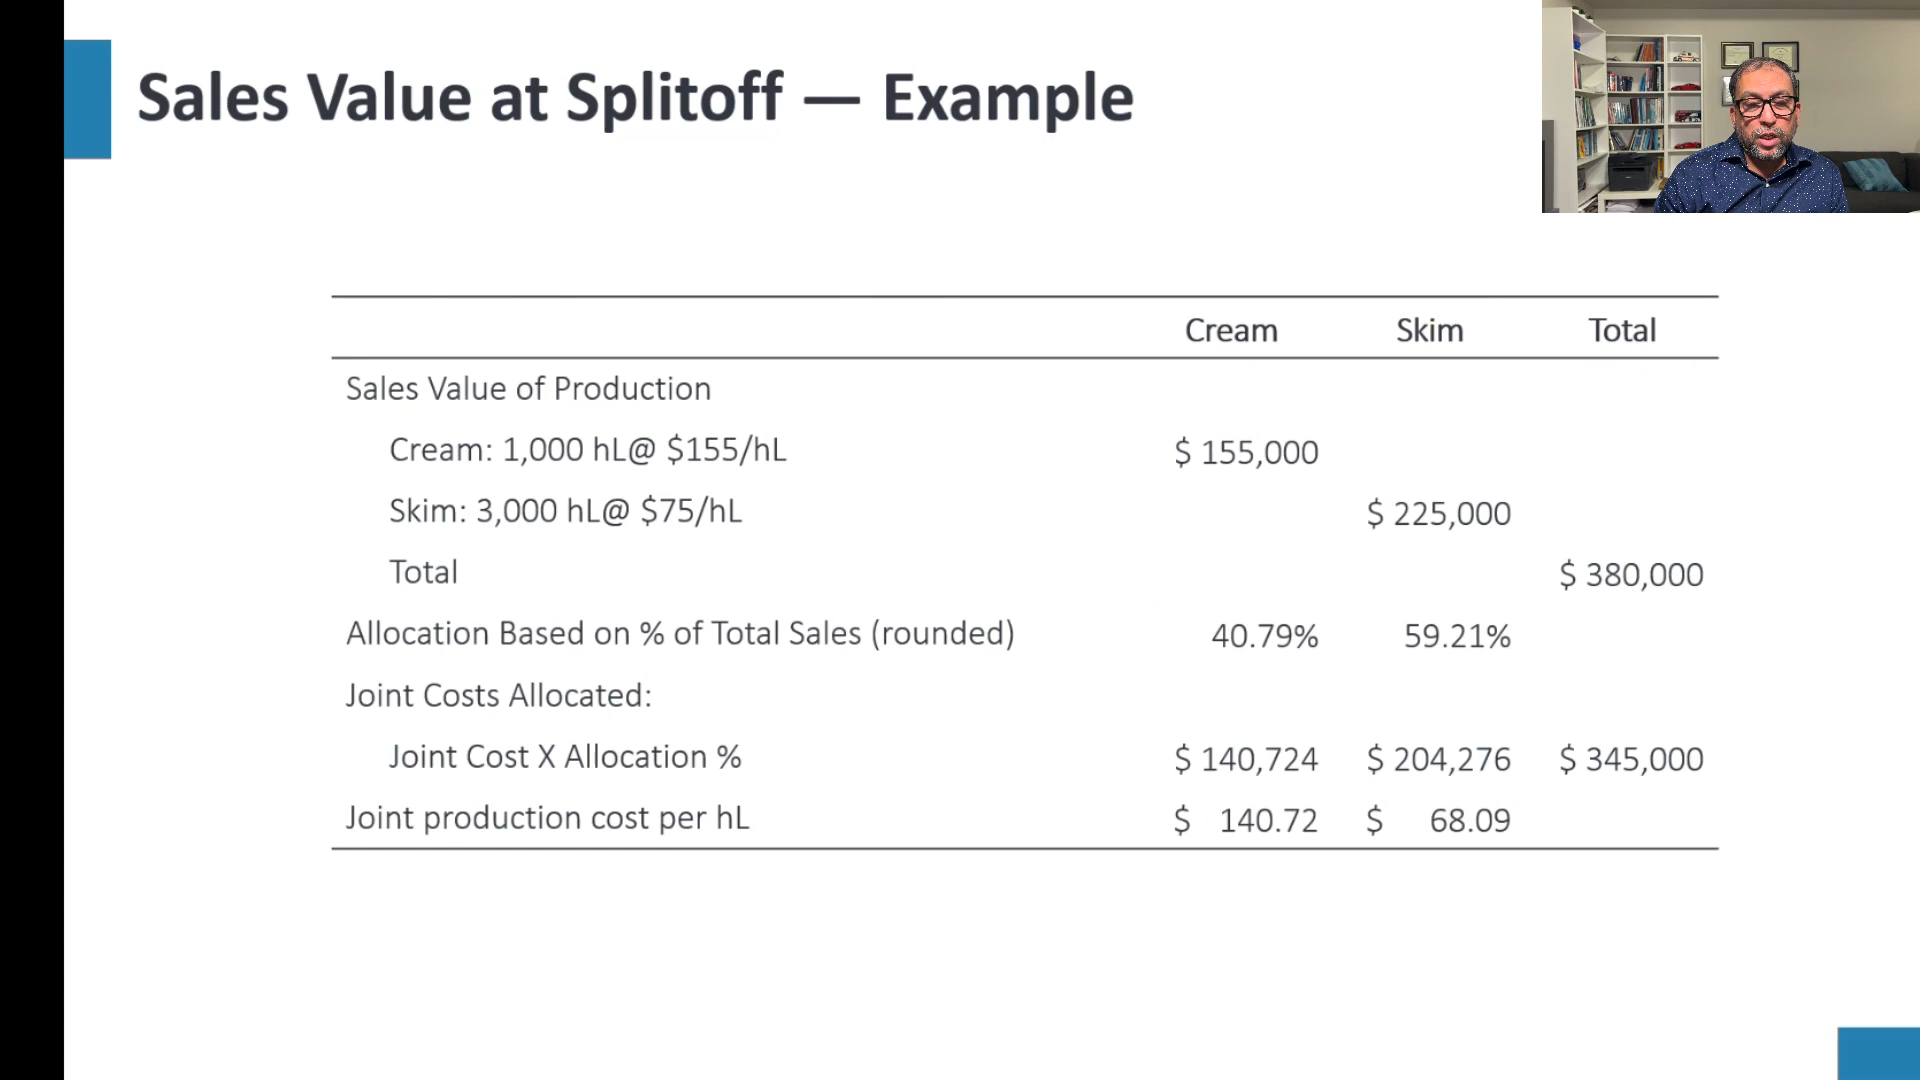 Sales Value at Splitoff — Example
Cream Skim Total
Sales Value of Production
Cream: 1,000 hL@ $155/hL $ 155,000
Skim: 3,000 hL@ $75/hL $ 225,000
Total $ 380,000
Allocation Based on % of Total Sales (rounded) 40.79% 59.21%
Joint Costs Allocated:
Joint Cost X Allocation % $ 140,724 $ 204,276 $ 345,000
Joint production cost per hL $ 140.72 $ 68.09